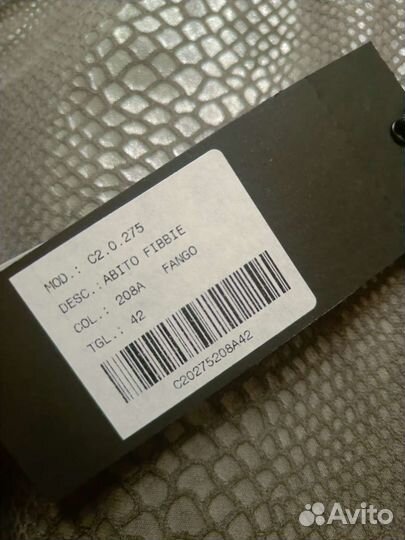 MOD.: C2.0.275
DESC.: ABITO FIBBIE
COL.: 208A FANGO
TGL.: 42
C20275208A42
Avito